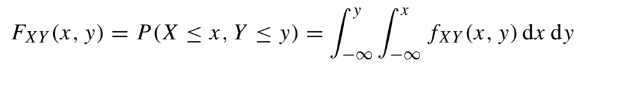 F_{XY}(x, y) = P(X ≤ x, Y ≤ y) = ∫_{-∞}^{y} ∫_{-∞}^{x} f_{XY}(x, y) dx dy